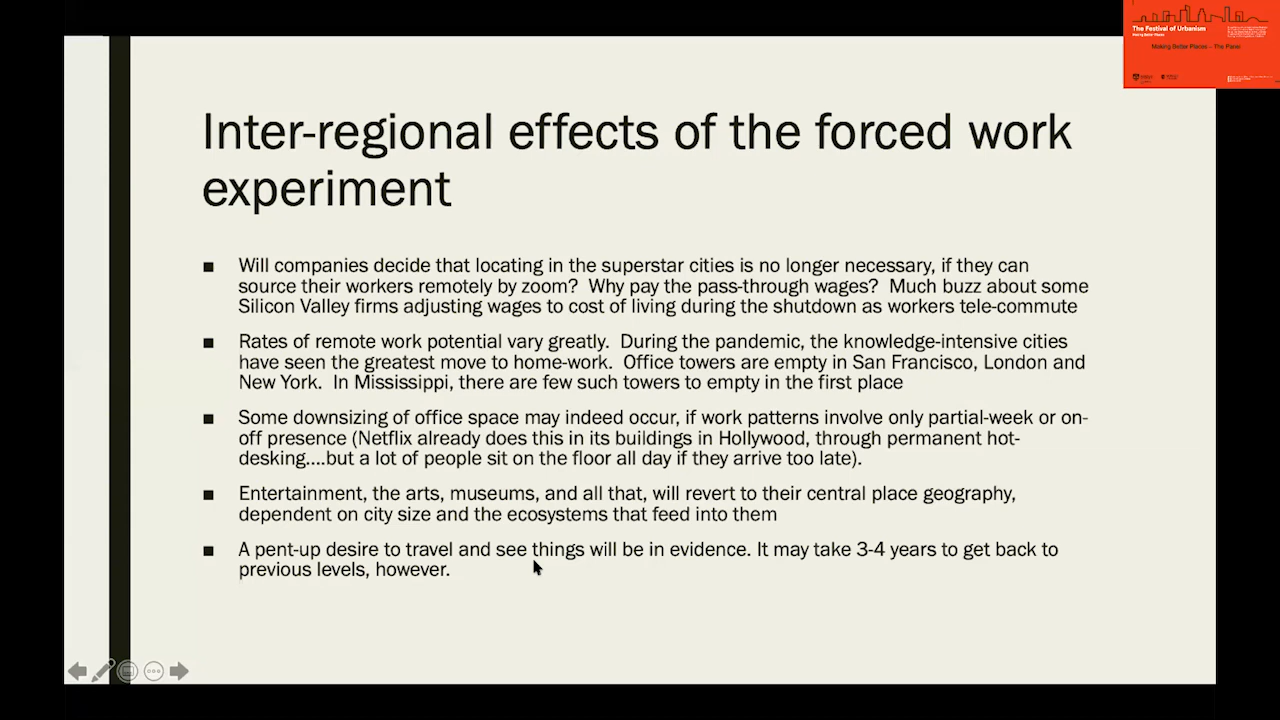 The Festival of Urbanism
Making Better Places – The Panel
Inter-regional effects of the forced work
experiment
■ Will companies decide that locating in the superstar cities is no longer necessary, if they can
source their workers remotely by zoom? Why pay the pass-through wages? Much buzz about some
Silicon Valley firms adjusting wages to cost of living during the shutdown as workers tele-commute
■ Rates of remote work potential vary greatly. During the pandemic, the knowledge-intensive cities
have seen the greatest move to home-work. Office towers are empty in San Francisco, London and
New York. In Mississippi, there are few such towers to empty in the first place
■ Some downsizing of office space may indeed occur, if work patterns involve only partial-week or on-
off presence (Netflix already does this in its buildings in Hollywood, through permanent hot-
desking....but a lot of people sit on the floor all day if they arrive too late).
■ Entertainment, the arts, museums, and all that, will revert to their central place geography,
dependent on city size and the ecosystems that feed into them
■ A pent-up desire to travel and see things will be in evidence. It may take 3-4 years to get back to
previous levels, however.